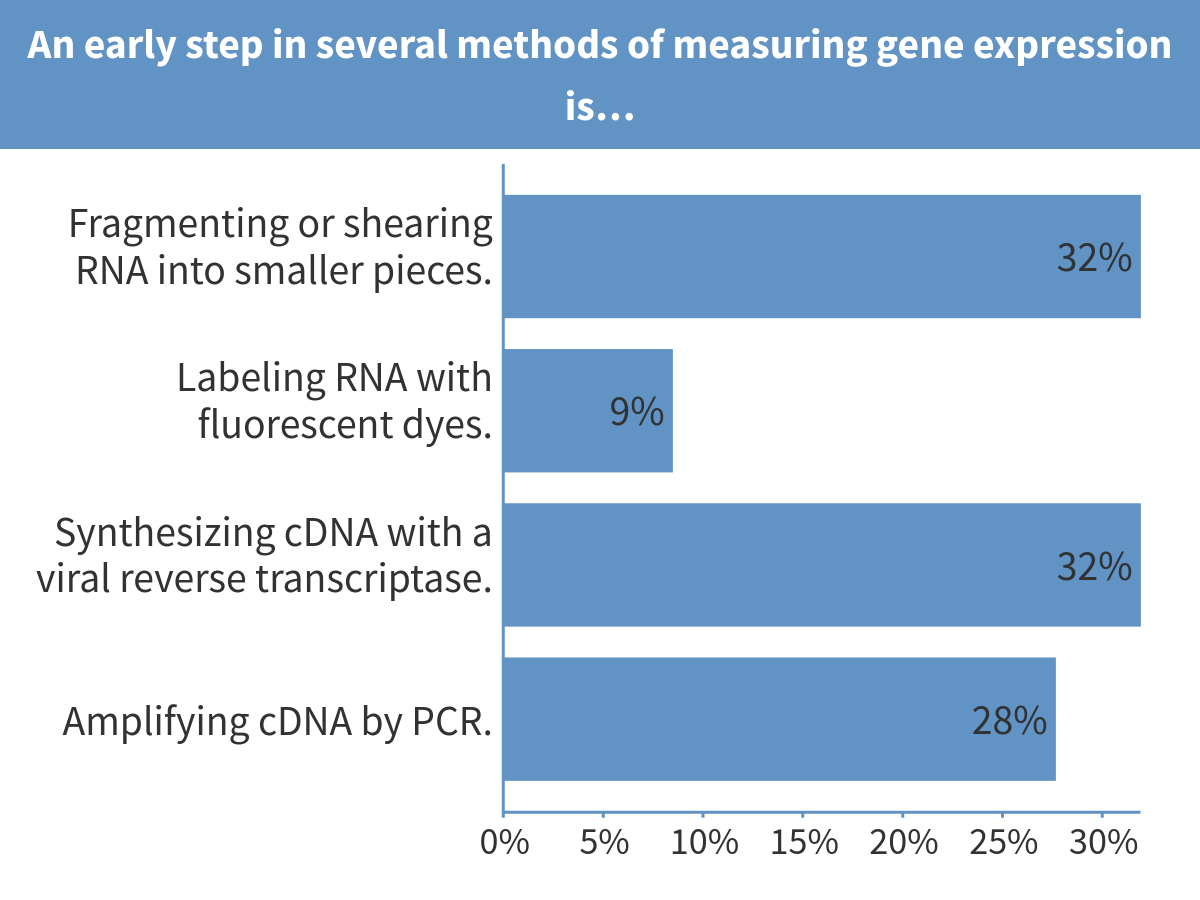 An early step in several methods of measuring gene expression
is…
Fragmenting or shearing
RNA into smaller pieces.
32%
Labeling RNA with
fluorescent dyes.
9%
Synthesizing cDNA with a
viral reverse transcriptase.
32%
Amplifying cDNA by PCR.
28%
0% 5% 10% 15% 20% 25% 30%